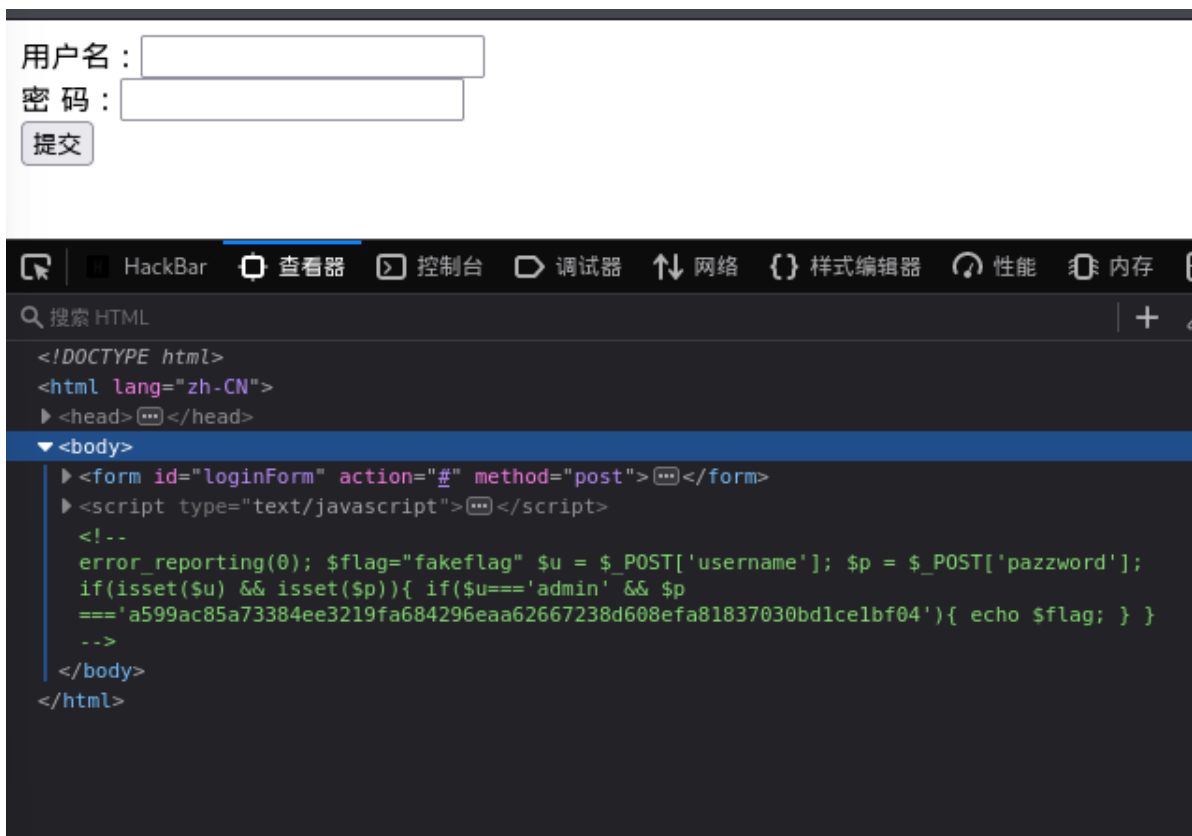 用户名：
密 码：
提交
HackBar 查看器 控制台 调试器 网络 {} 样式编辑器 性能 内存
搜索 HTML
<!DOCTYPE html>
<html lang="zh-CN">
<head> ••• </head>
<body>
<form id="loginForm" action="#" method="post"> ••• </form>
<script type="text/javascript"> ••• </script>
<!--
error_reporting(0); $flag="fakeflag" $u = $_POST['username']; $p = $_POST['pazzword'];
if(isset($u) && isset($p)){ if($u==='admin' && $p
==='a599ac85a73384ee3219fa684296eaa62667238d608efa81837030bd1ce1bf04'){ echo $flag; } }
-->
</body>
</html>